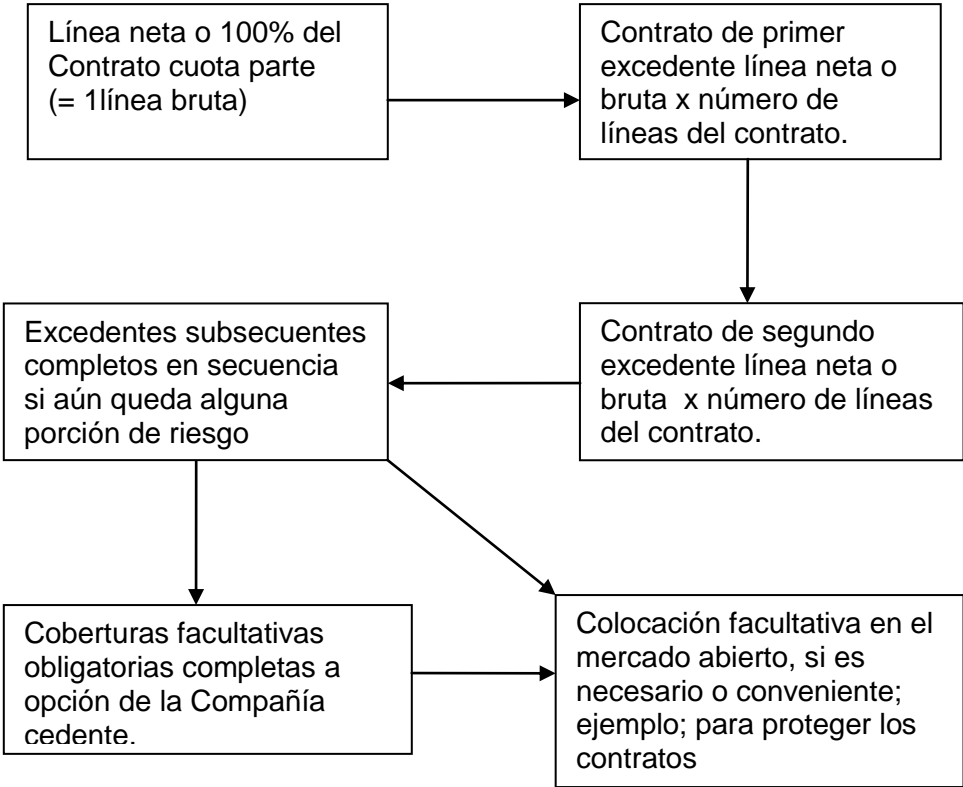 Línea neta o 100% del
Contrato cuota parte
(= 1línea bruta)
Contrato de primer
excedente línea neta o
bruta x número de
líneas del contrato.
Contrato de segundo
excedente línea neta o
bruta  x número de líneas
del contrato.
Excedentes subsecuentes
completos en secuencia
si aún queda alguna
porción de riesgo
Coberturas facultativas
obligatorias completas a
opción de la Compañía
cedente.
Colocación facultativa en el
mercado abierto, si es
necesario o conveniente;
ejemplo; para proteger los
contratos